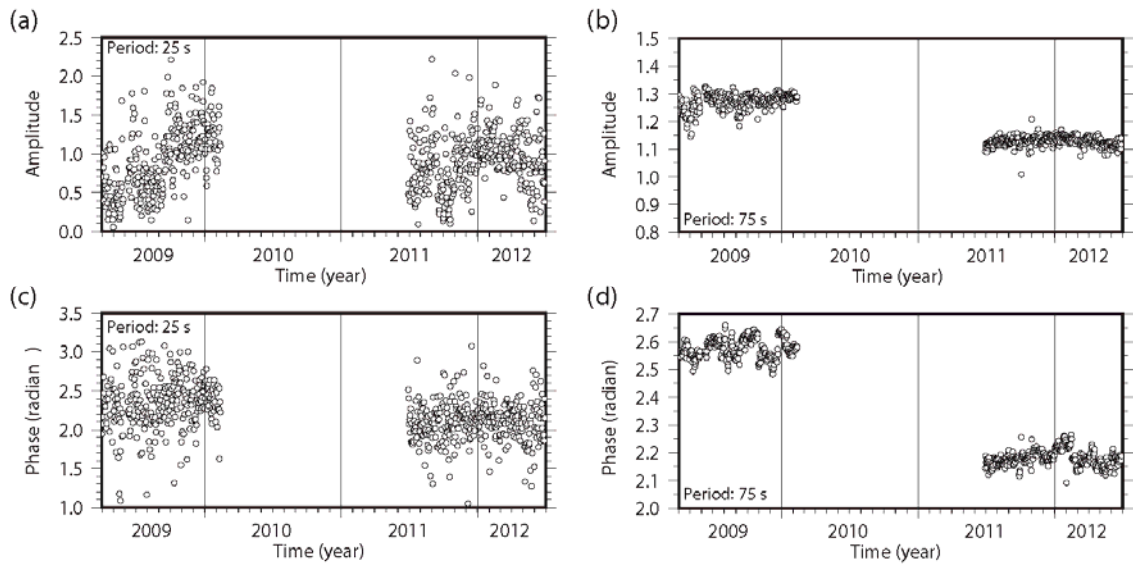 (a)
2.5
Period: 25 s
2.0
1.5
1.0
0.5
0.0
Amplitude
2009 2010 2011 2012
Time (year)
(b)
1.5
1.4
1.3
1.2
1.1
1.0
0.9
0.8
Amplitude
Period: 75 s
2009 2010 2011 2012
Time (year)
(c)
3.5
Period: 25 s
3.0
2.5
2.0
1.5
1.0
Phase (radian )
2009 2010 2011 2012
Time (year)
(d)
2.7
2.6
2.5
2.4
2.3
2.2
2.1
2.0
Phase (radian)
Period: 75 s
2009 2010 2011 2012
Time (year)